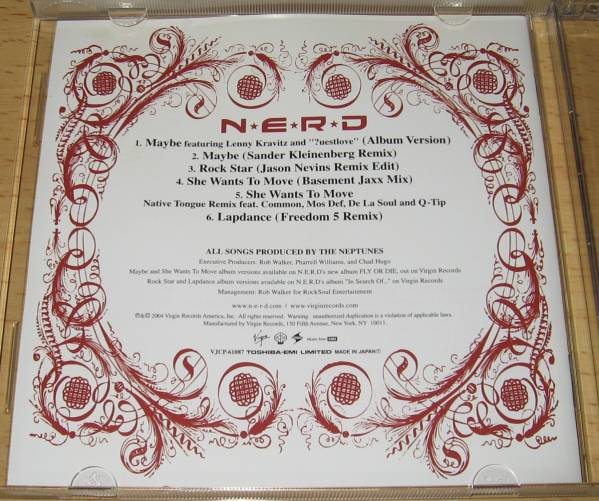 N★E★R★D
1. Maybe featuring Lenny Kravitz and "?uestlove" (Album Version)
2. Maybe (Sander Kleinenberg Remix)
3. Rock Star (Jason Nevins Remix Edit)
4. She Wants To Move (Basement Jaxx Mix)
5. She Wants To Move
Native Tongue Remix feat. Common, Mos Def, De La Soul and Q-Tip
6. Lapdance (Freedom 5 Remix)
ALL SONGS PRODUCED BY THE NEPTUNES
Executive Producers: Rob Walker, Pharrell Williams, and Chad Hugo
Maybe and She Wants To Move album versions available on N.E.R.D's new album FLY OR DIE, out on Virgin Records
Rock Star and Lapdance album versions available on N.E.R.D's album "In Search Of..." on Virgin Records
Management: Rob Walker for RockSoul Entertainment
www.n-e-r-d.com | www.virginrecords.com
℗&© 2004 Virgin Records America, Inc. All rights reserved. Warning: unauthorized duplication is a violation of applicable laws.
Manufactured by Virgin Records, 150 Fifth Avenue, New York, NY 10011.
Virgin EMI
VJCP-61087 TOSHIBA-EMI LIMITED MADE IN JAPAN